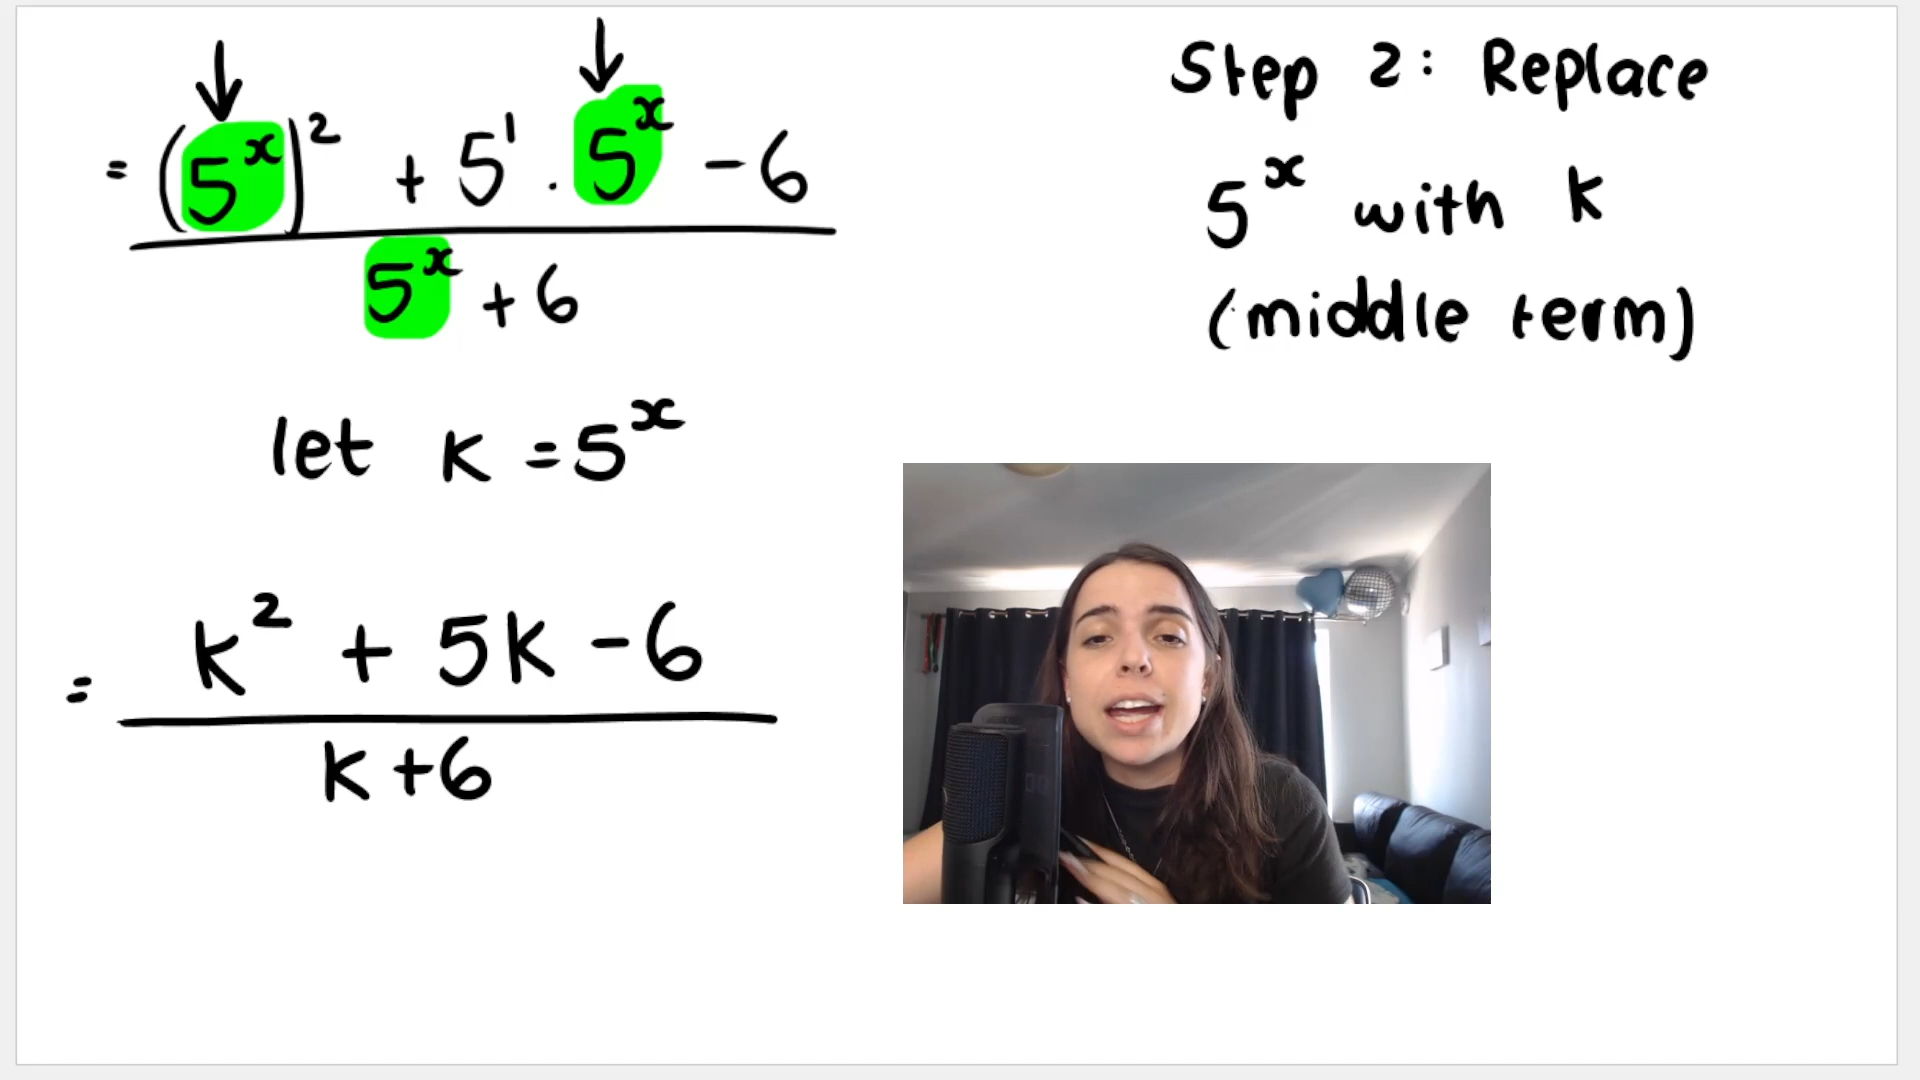 = (5^x)^2 + 5^1 . 5^x - 6
5^x + 6
let k = 5^x
= k^2 + 5k - 6
k + 6
Step 2: Replace
5^x with k
(middle term)